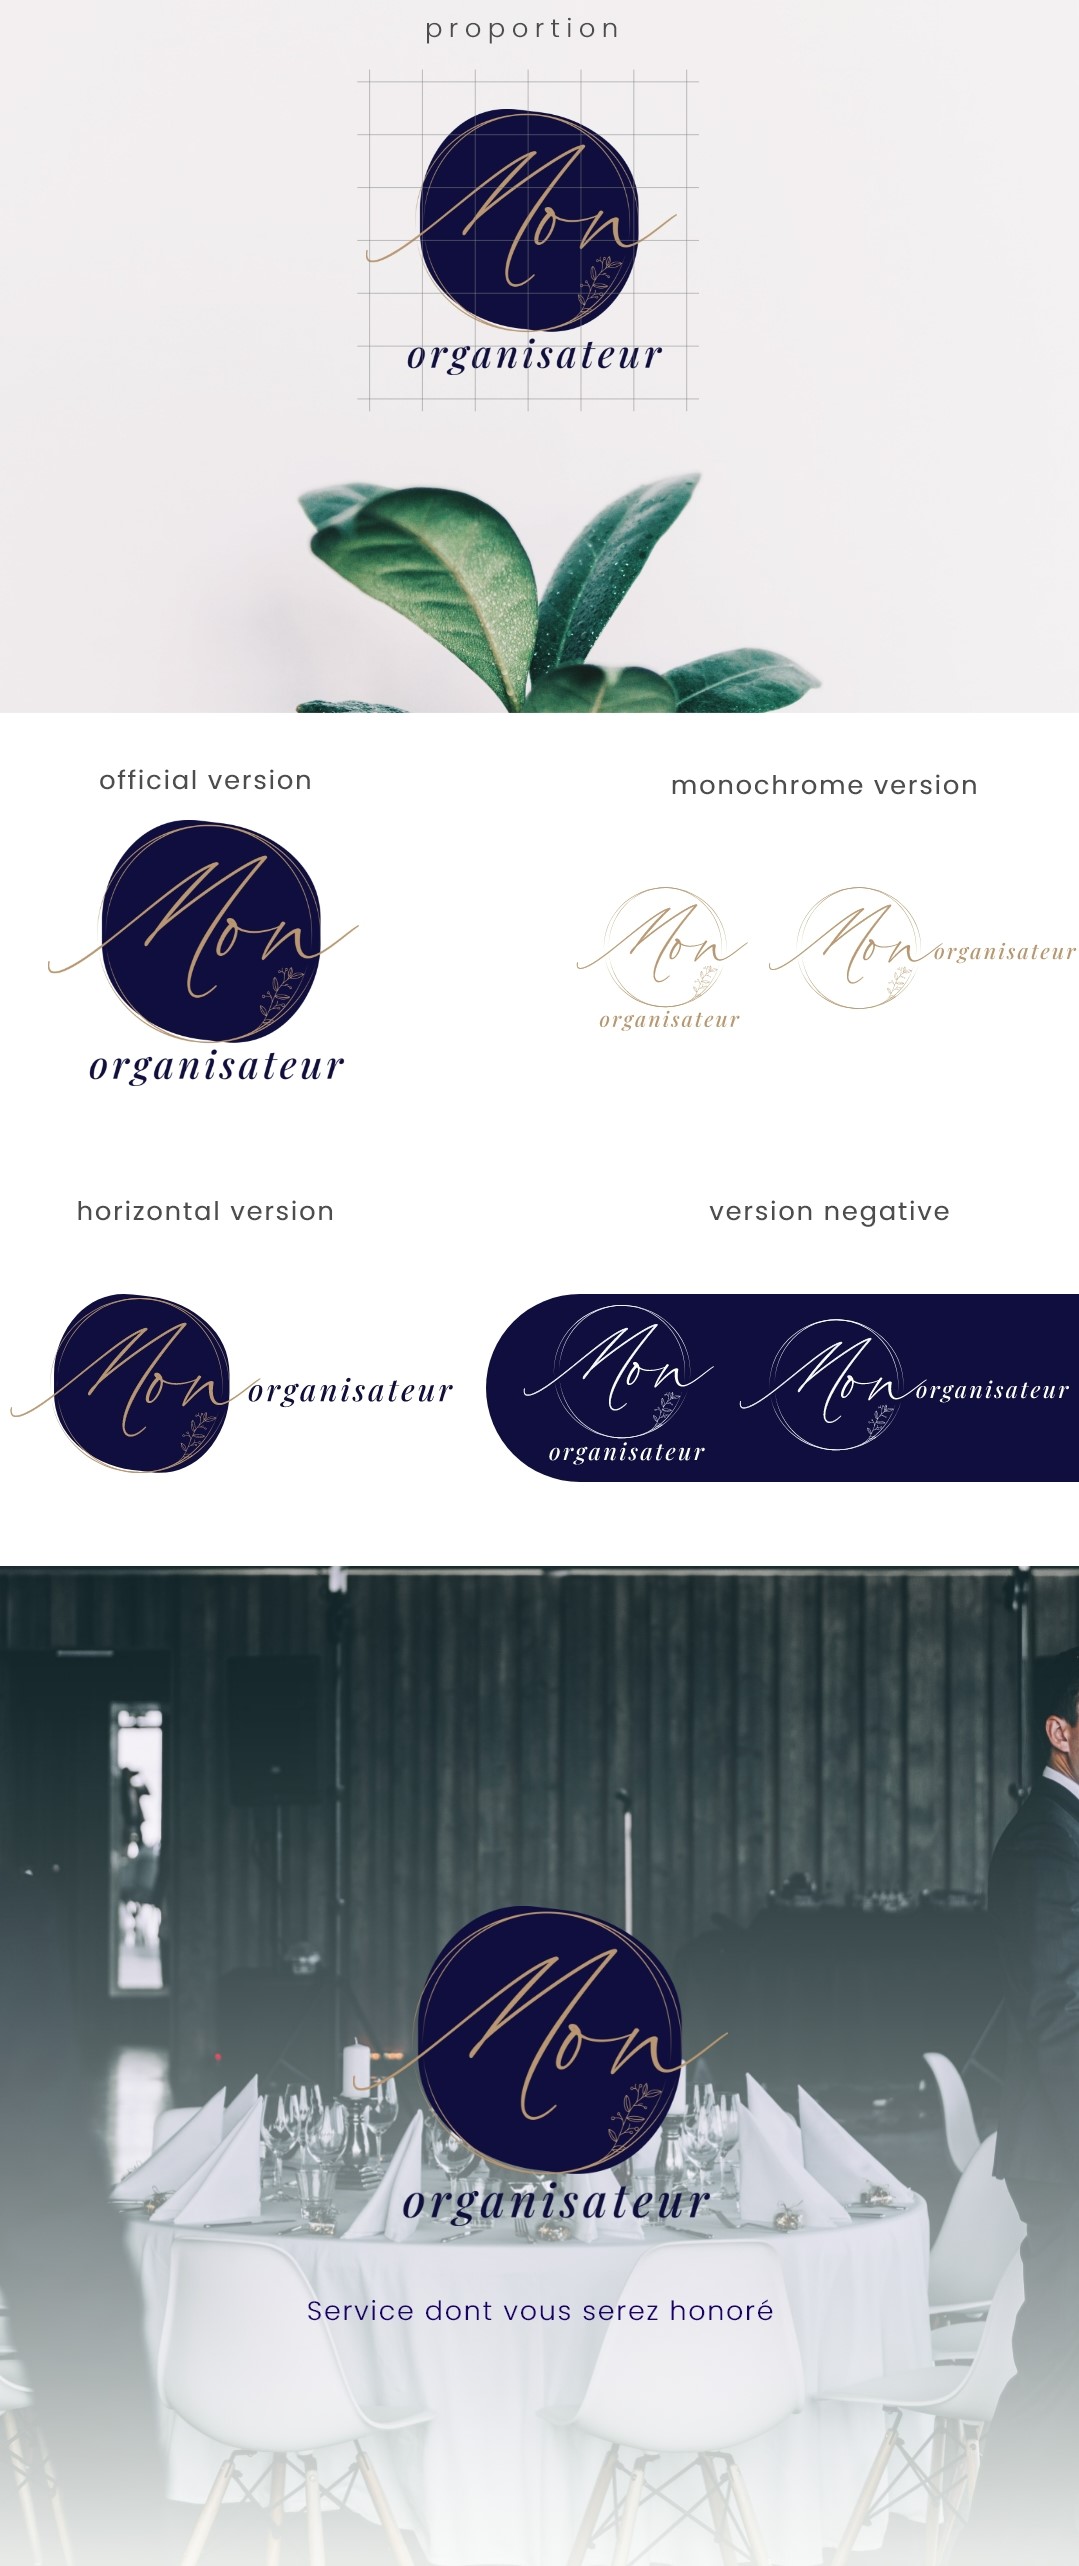 proportion
Mon
organisateur
official version
monochrome version
Mon
organisateur
Mon
organisateur
Mon
organisateur
horizontal version
version negative
Mon
organisateur
Mon
organisateur
Mon
organisateur
Mon
organisateur
Service dont vous serez honoré